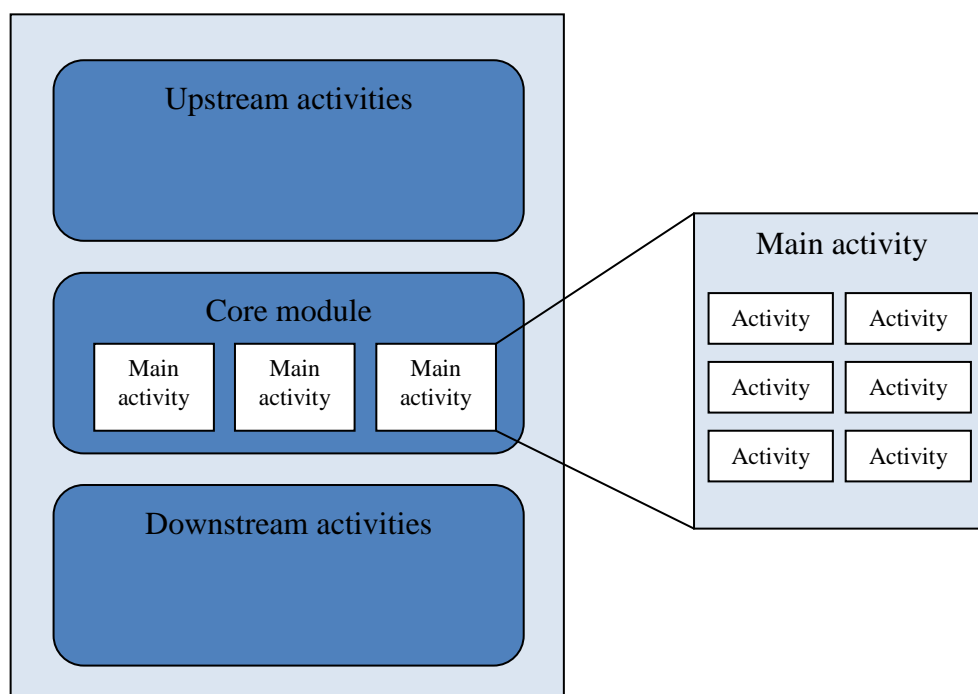 Upstream activities
Core module
Main
activity
Main
activity
Main
activity
Downstream activities
Main activity
Activity
Activity
Activity
Activity
Activity
Activity